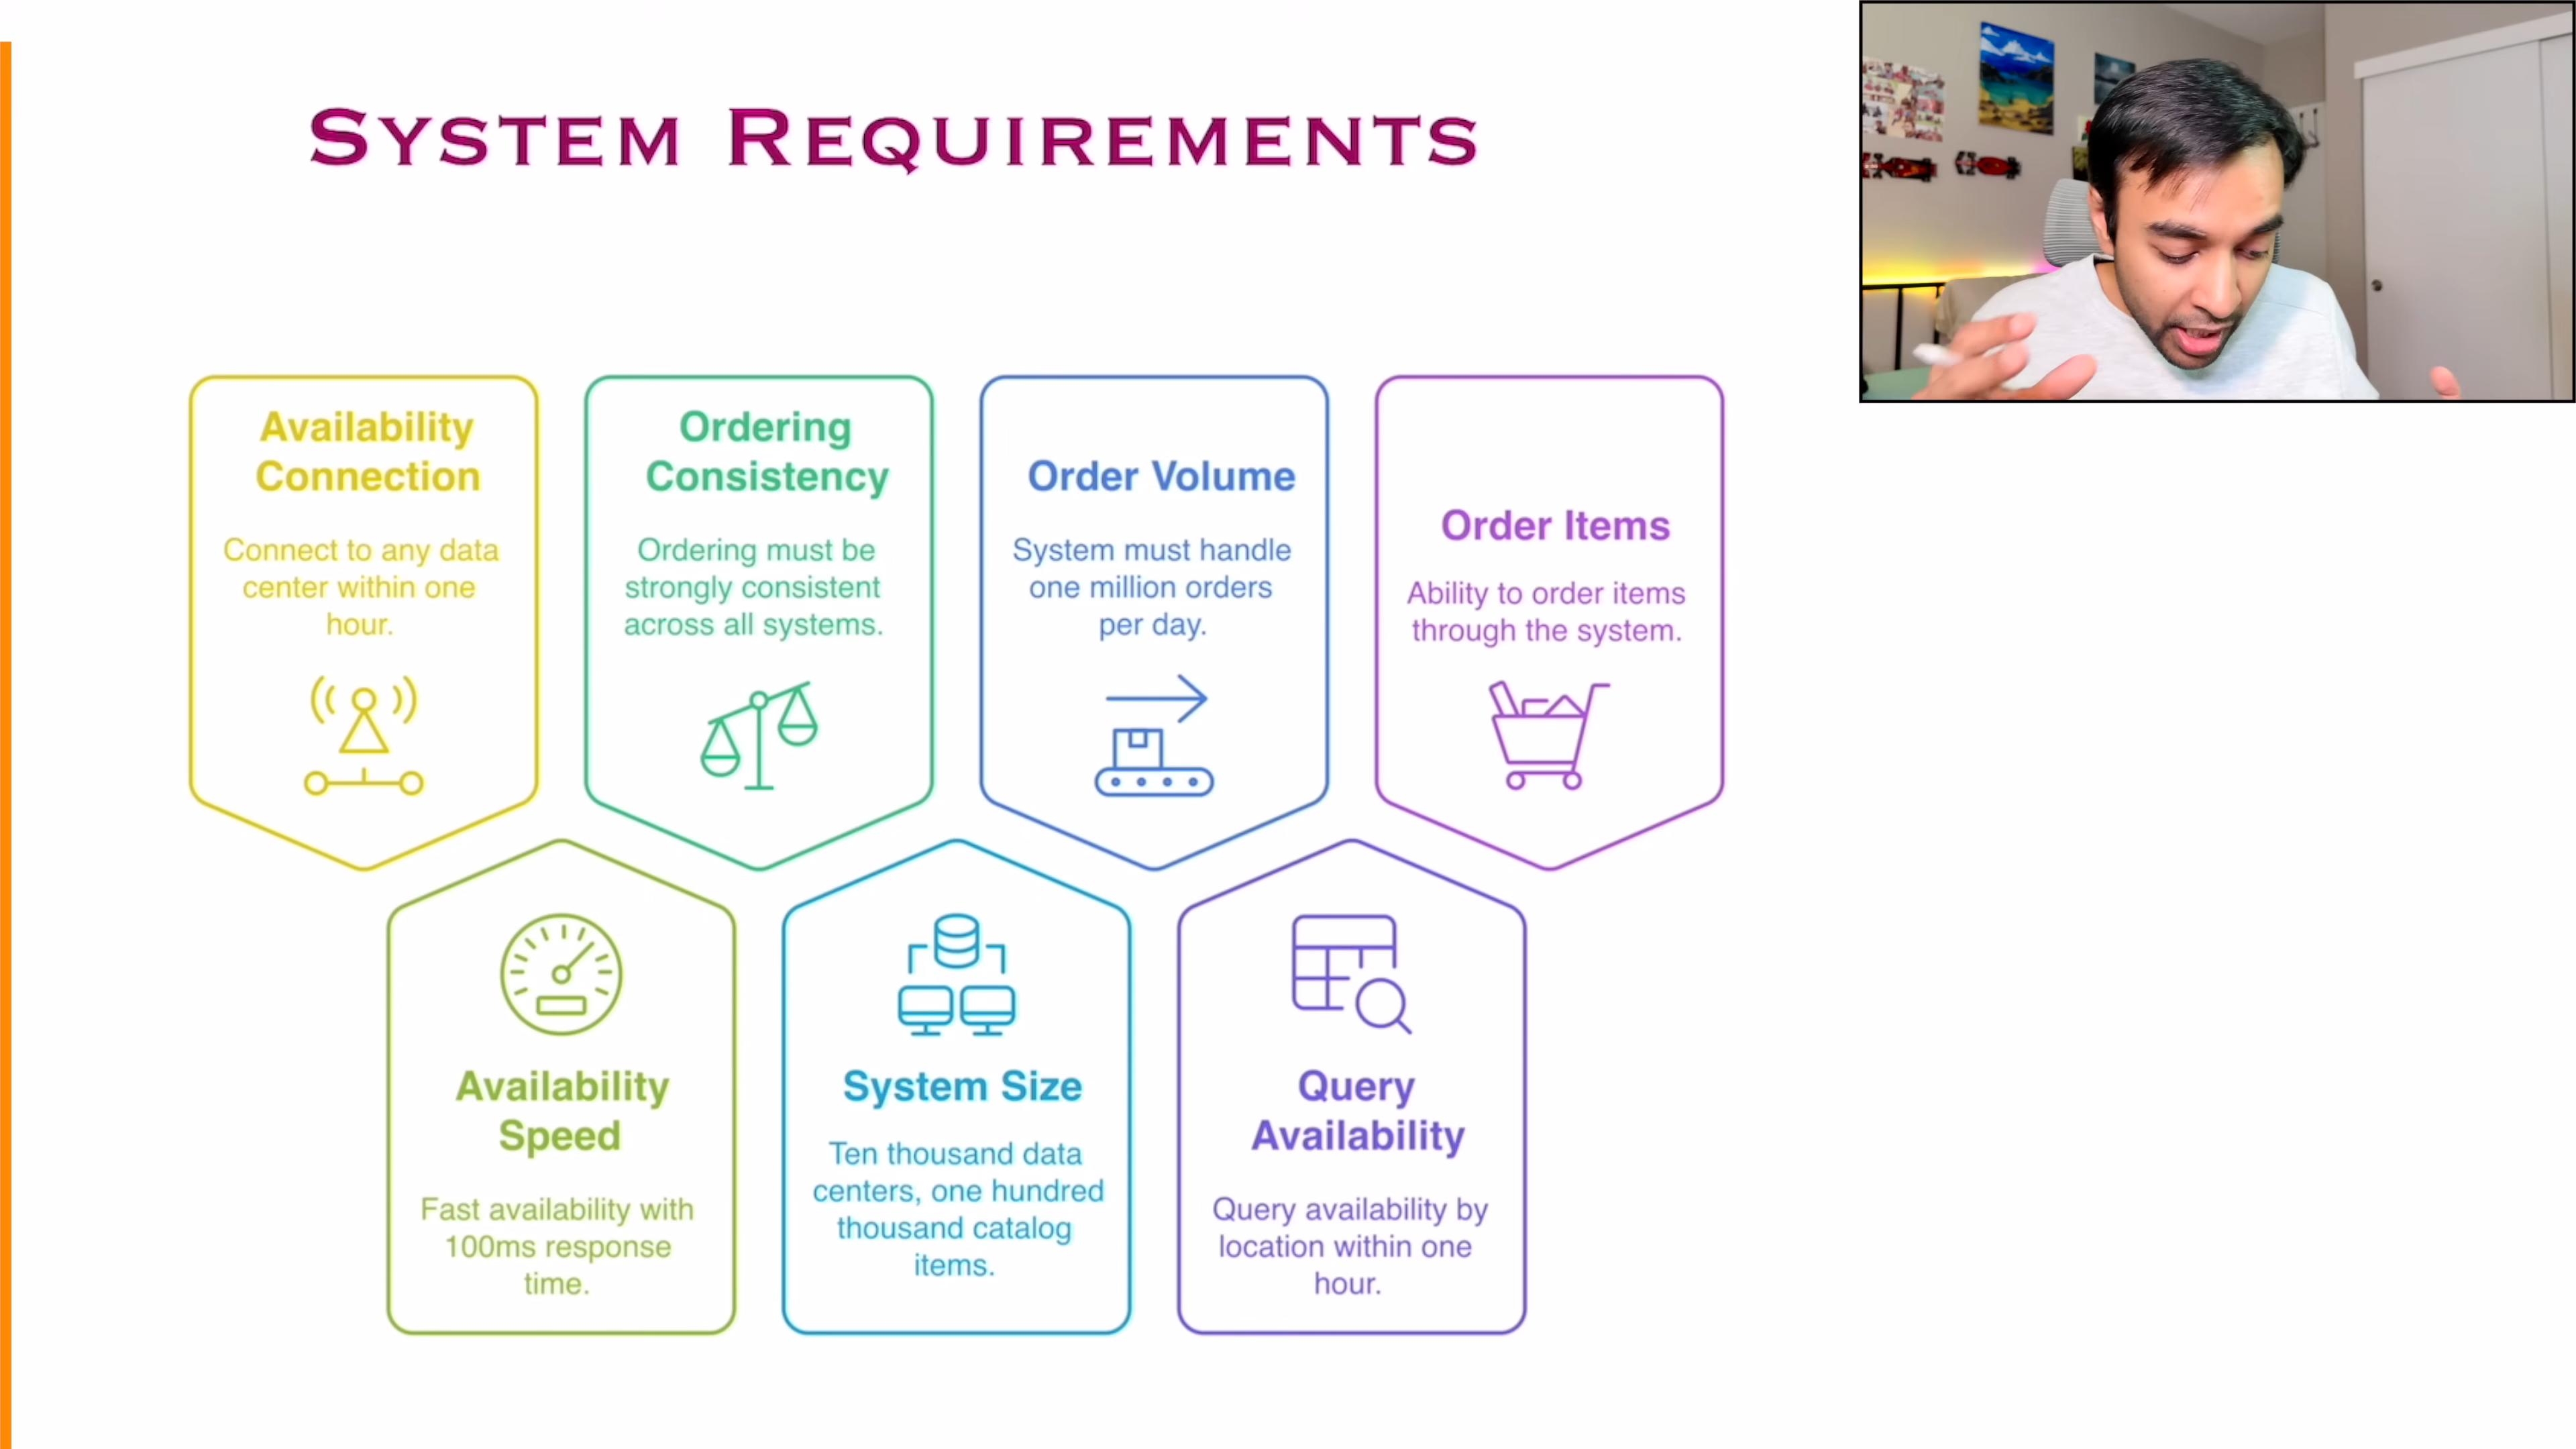 SYSTEM REQUIREMENTS
Availability
Connection
Connect to any data
center within one
hour.
Ordering
Consistency
Ordering must be
strongly consistent
across all systems.
Order Volume
System must handle
one million orders
per day.
Order Items
Ability to order items
through the system.
Availability
Speed
Fast availability with
100ms response
time.
System Size
Ten thousand data
centers, one hundred
thousand catalog
items.
Query
Availability
Query availability by
location within one
hour.